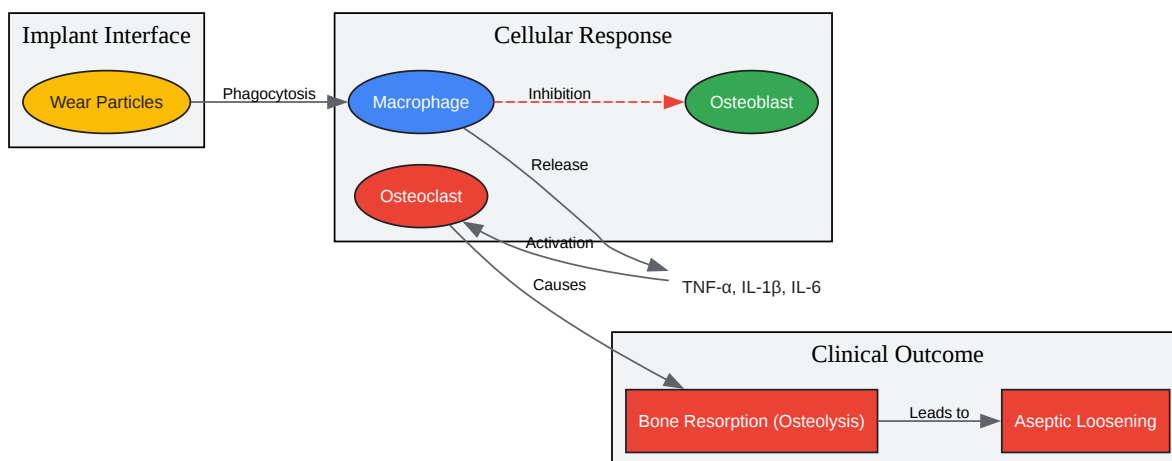 Implant Interface
Cellular Response
Wear Particles
Phagocytosis
Macrophage
Inhibition
Osteoblast
Release
Osteoclast
Activation
TNF-α, IL-1β, IL-6
Causes
Clinical Outcome
Bone Resorption (Osteolysis)
Leads to
Aseptic Loosening